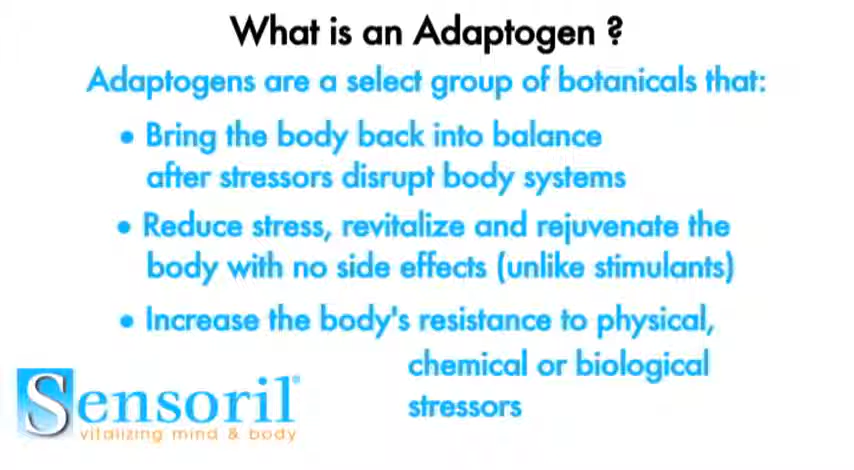 What is an Adaptogen ?
Adaptogens are a select group of botanicals that:
• Bring the body back into balance
after stressors disrupt body systems
• Reduce stress, revitalize and rejuvenate the
body with no side effects (unlike stimulants)
• Increase the body's resistance to physical,
chemical or biological
stressors
Sensoril®
vitalizing mind & body